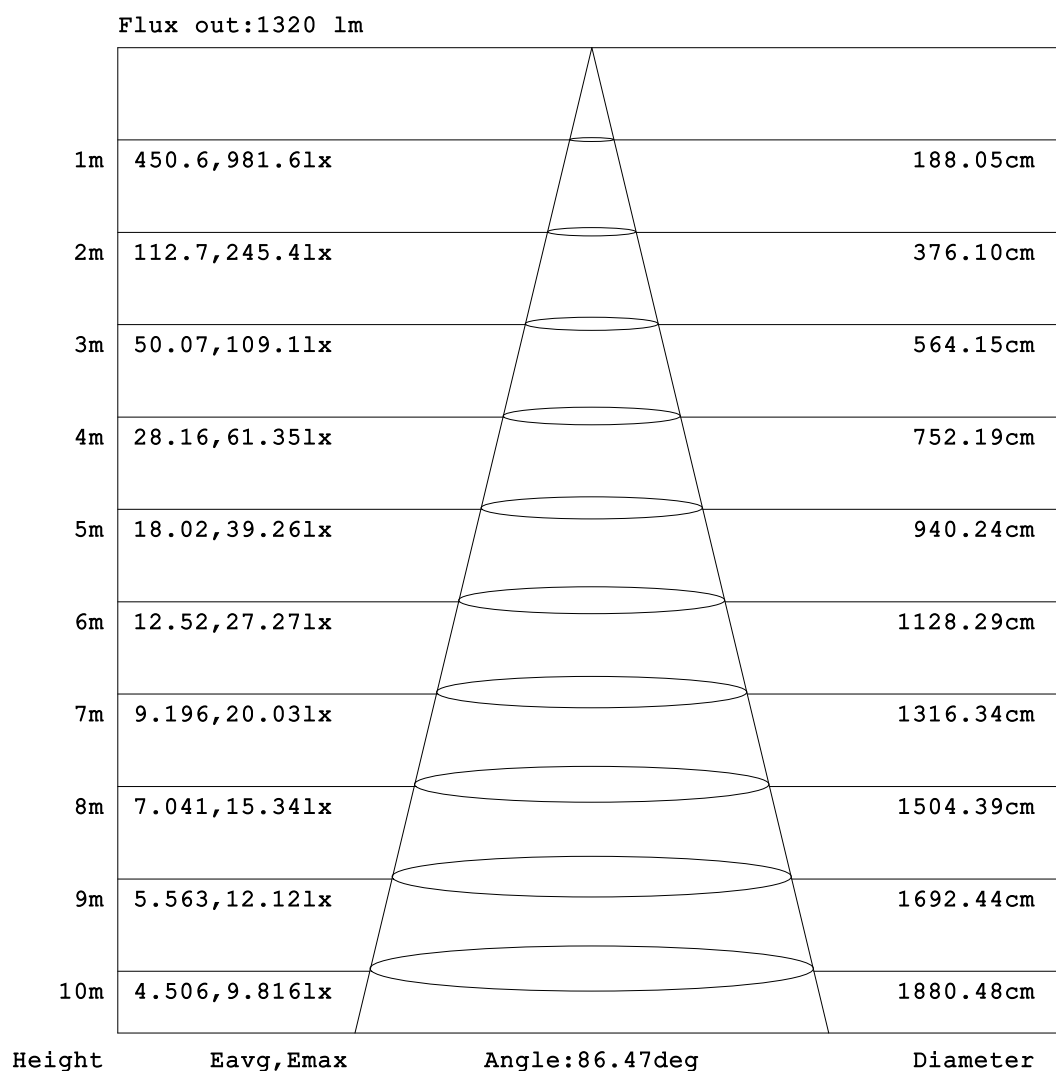 Flux out:1320 lm
1m 450.6,981.6lx 188.05cm
2m 112.7,245.4lx 376.10cm
3m 50.07,109.1lx 564.15cm
4m 28.16,61.35lx 752.19cm
5m 18.02,39.26lx 940.24cm
6m 12.52,27.27lx 1128.29cm
7m 9.196,20.03lx 1316.34cm
8m 7.041,15.34lx 1504.39cm
9m 5.563,12.12lx 1692.44cm
10m 4.506,9.816lx 1880.48cm
Height Eavg,Emax Angle:86.47deg Diameter